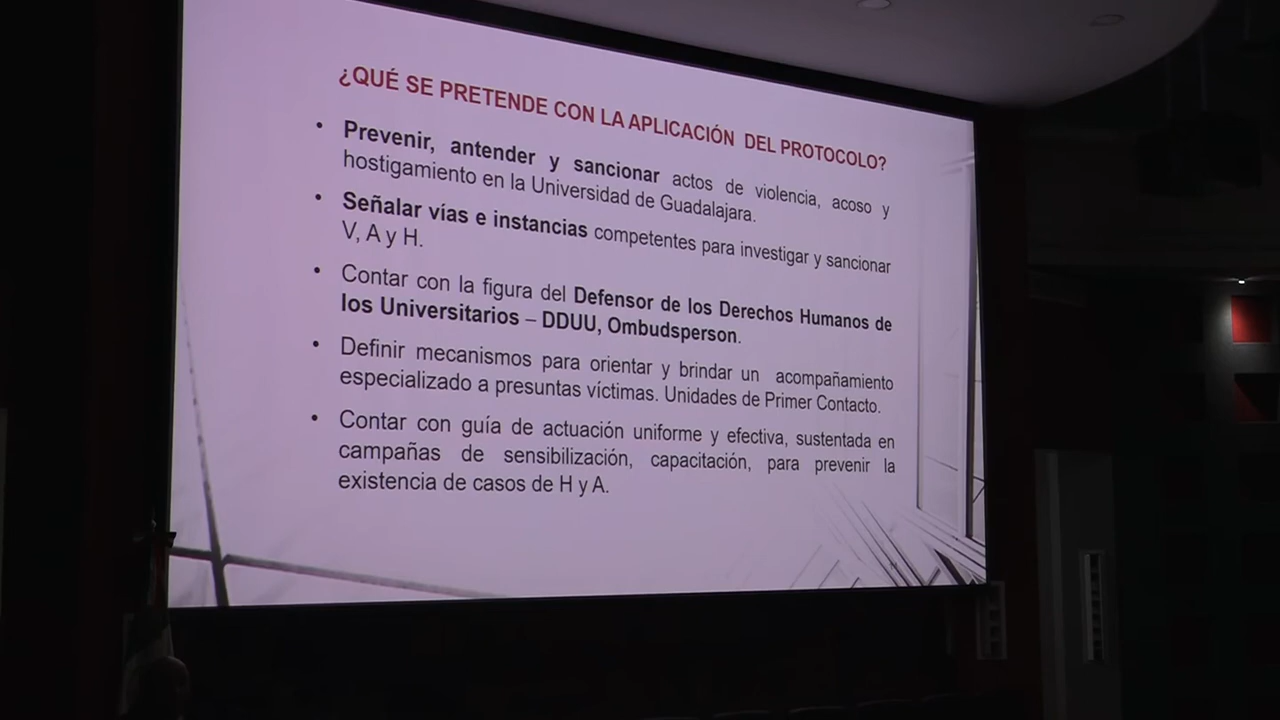 ¿QUÉ SE PRETENDE CON LA APLICACIÓN DEL PROTOCOLO?
• Prevenir, antender y sancionar actos de violencia, acoso y
hostigamiento en la Universidad de Guadalajara.
• Señalar vías e instancias competentes para investigar y sancionar
V, A y H.
• Contar con la figura del Defensor de los Derechos Humanos de
los Universitarios – DDUU, Ombudsperson.
• Definir mecanismos para orientar y brindar un acompañamiento
especializado a presuntas víctimas. Unidades de Primer Contacto.
• Contar con guía de actuación uniforme y efectiva, sustentada en
campañas de sensibilización, capacitación, para prevenir la
existencia de casos de H y A.